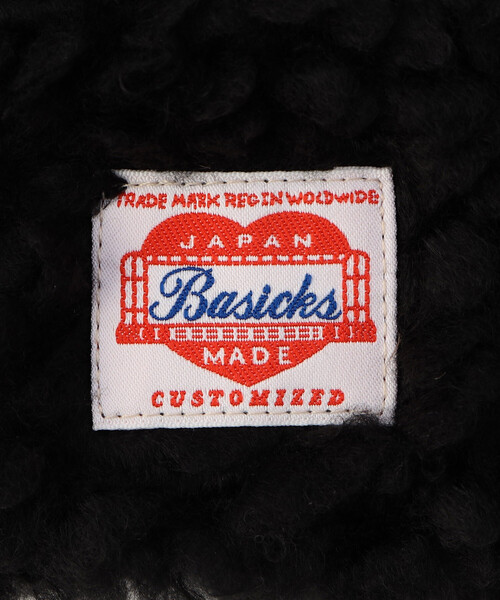 TRADE MARK REG IN WOLDWIDE
JAPAN
Basicks
MADE
CUSTOMIZED